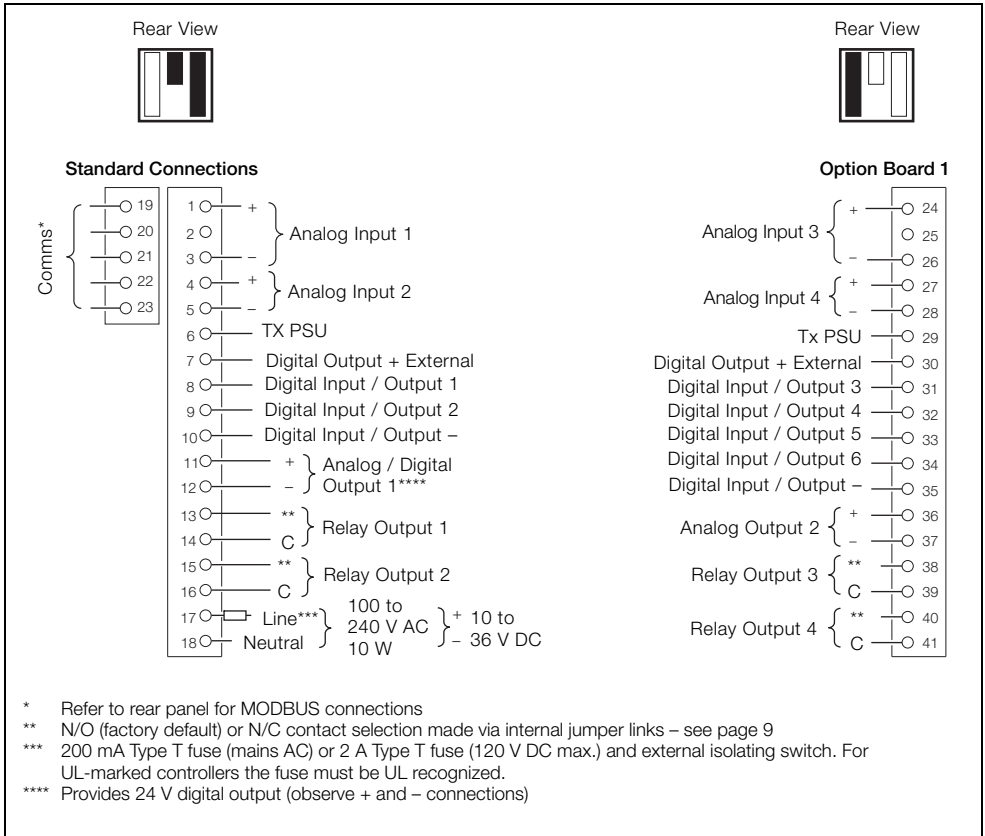 Rear View
Rear View
Standard Connections
Option Board 1
Comms*
19
20
21
22
23
1 + Analog Input 1
2
3 –
4 + Analog Input 2
5 –
6 TX PSU
7 Digital Output + External
8 Digital Input / Output 1
9 Digital Input / Output 2
10 Digital Input / Output –
11 + Analog / Digital
12 – Output 1****
13 ** Relay Output 1
14 C
15 ** Relay Output 2
16 C
17 Line*** 100 to 240 V AC 10 W + 10 to
18 Neutral – 36 V DC
Analog Input 3 + 24
25
– 26
Analog Input 4 + 27
– 28
Tx PSU 29
Digital Output + External 30
Digital Input / Output 3 31
Digital Input / Output 4 32
Digital Input / Output 5 33
Digital Input / Output 6 34
Digital Input / Output – 35
Analog Output 2 + 36
– 37
Relay Output 3 ** 38
C 39
Relay Output 4 ** 40
C 41
* Refer to rear panel for MODBUS connections
** N/O (factory default) or N/C contact selection made via internal jumper links – see page 9
*** 200 mA Type T fuse (mains AC) or 2 A Type T fuse (120 V DC max.) and external isolating switch. For
UL-marked controllers the fuse must be UL recognized.
**** Provides 24 V digital output (observe + and – connections)